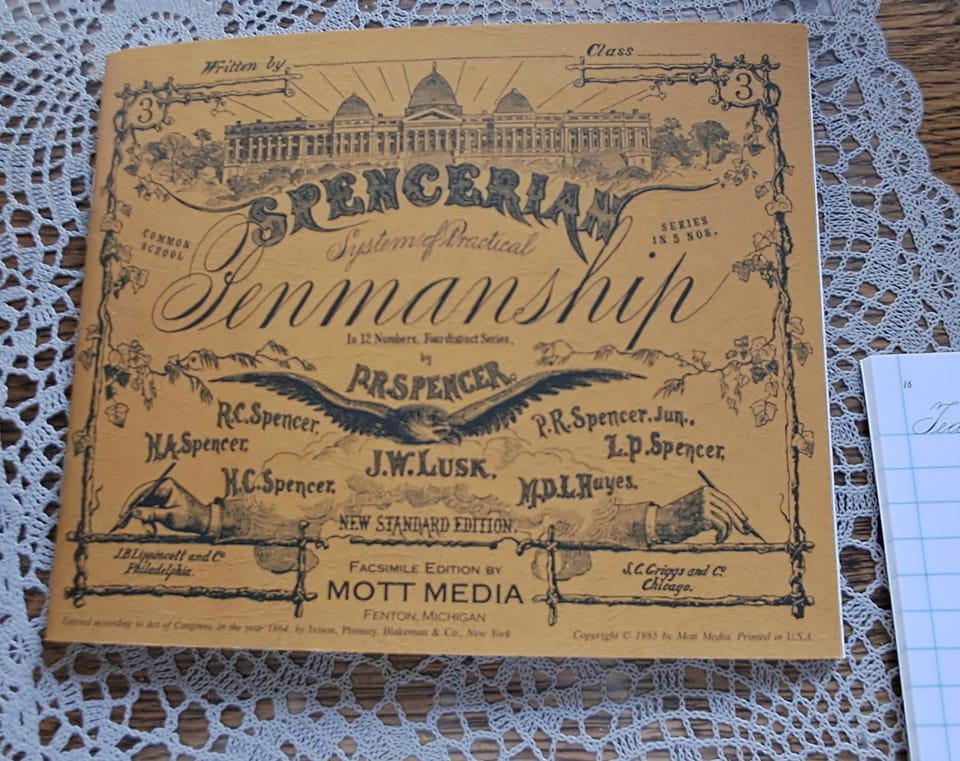 Written by
Class
3
3
SPENCERIAN
COMMON
SCHOOL
System of Practical
SERIES
IN 5 NOS.
Penmanship
In 12 Numbers, Four distinct Series,
by
P.R. SPENCER.
R.C. Spencer,
P.R. Spencer, Jun.,
H.A. Spencer,
L.P. Spencer,
J.W. LUSK.
H.C. Spencer,
M.D.L. Hayes.
NEW STANDARD EDITION.
J.B. Lippincott and Co
Philadelphia.
FACSIMILE EDITION BY
MOTT MEDIA
FENTON, MICHIGAN
S.C. Griggs and Co.
Chicago.
Entered according to Act of Congress, in the year 1864, by Ivison, Phinney, Blakeman & Co., New York
Copyright © 1985 by Mott Media. Printed in U.S.A.
16